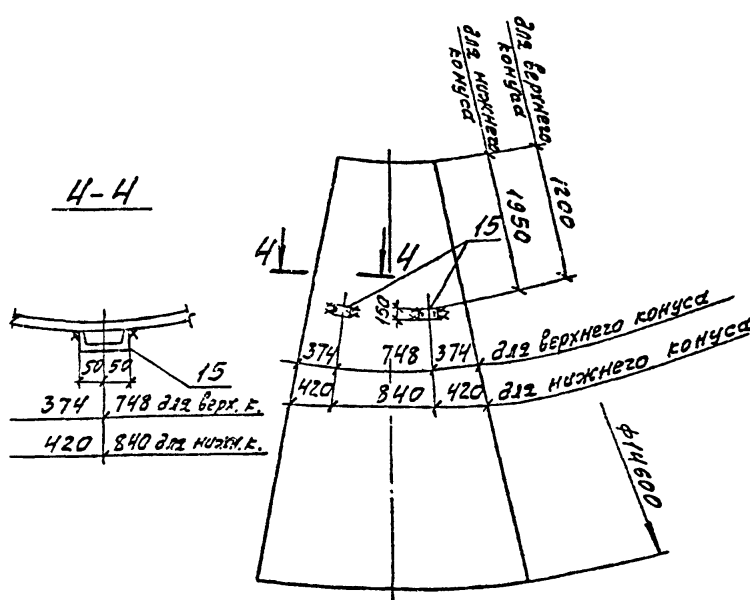 для верхнего
конуса
для нижнего
конуса
4-4
1200
1950
15
4
4
150
374 748 374 для верхнего конуса
420 840 420 для нижнего конуса
50 50
15
374 748 для верх. к.
420 840 для нижн. к.
ф14600